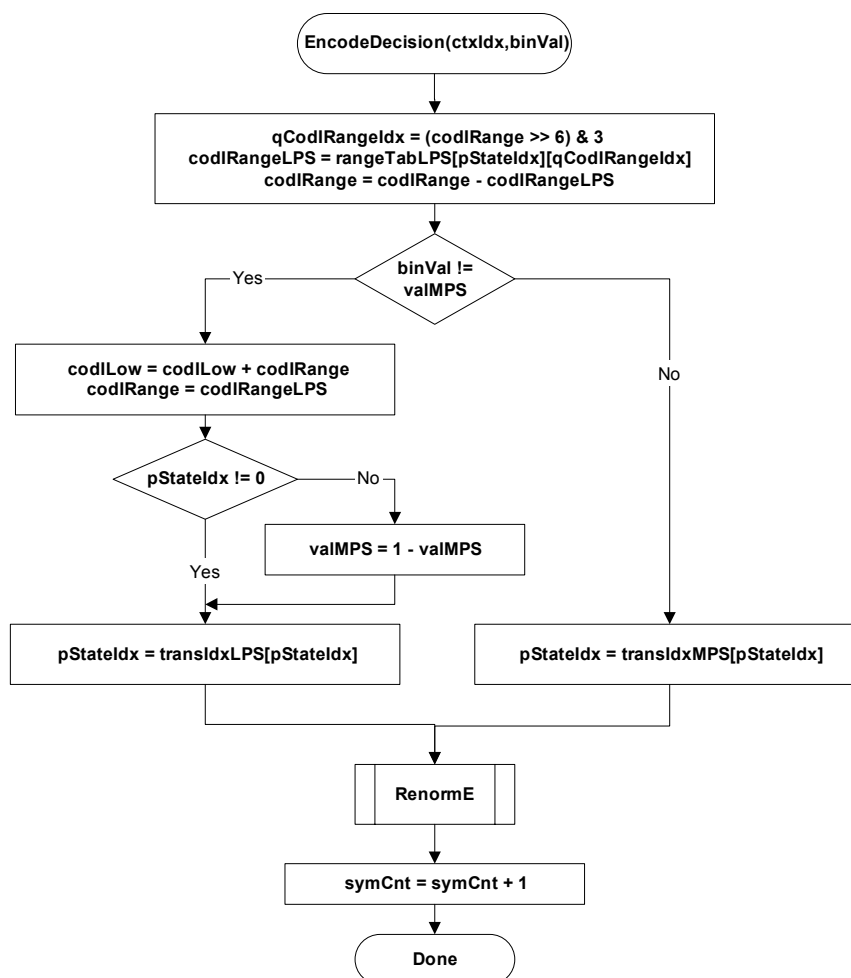 EncodeDecision(ctxIdx,binVal)
qCodIRangeIdx = (codIRange >> 6) & 3
codIRangeLPS = rangeTabLPS[pStateIdx][qCodIRangeIdx]
codIRange = codIRange - codIRangeLPS
binVal !=
valMPS
Yes
No
codILow = codILow + codIRange
codIRange = codIRangeLPS
pStateIdx != 0
No
valMPS = 1 - valMPS
Yes
pStateIdx = transIdxLPS[pStateIdx]
pStateIdx = transIdxMPS[pStateIdx]
RenormE
symCnt = symCnt + 1
Done